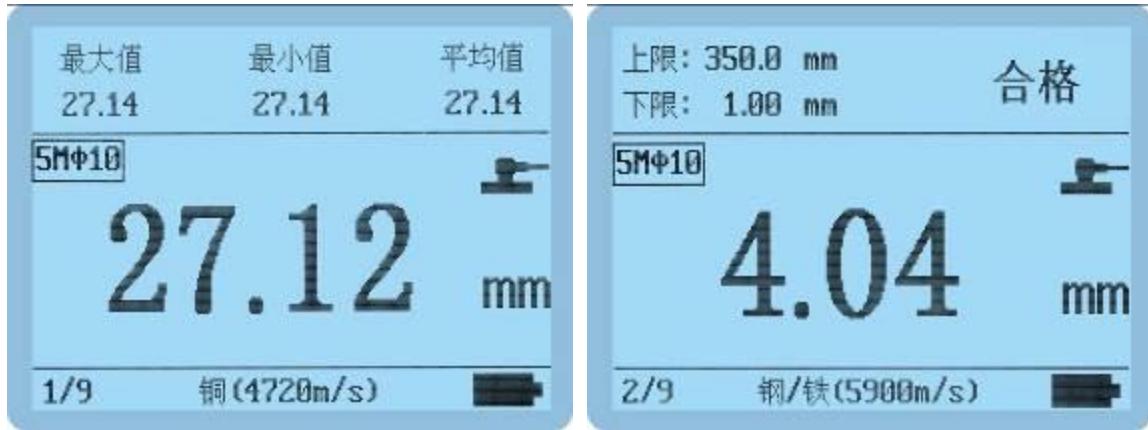 最大值 最小值 平均值
27.14 27.14 27.14
5MΦ10
27.12 mm
1/9 铜(4720m/s)
上限: 350.0 mm
下限: 1.00 mm
合格
5MΦ10
4.04 mm
2/9 钢/铁(5900m/s)